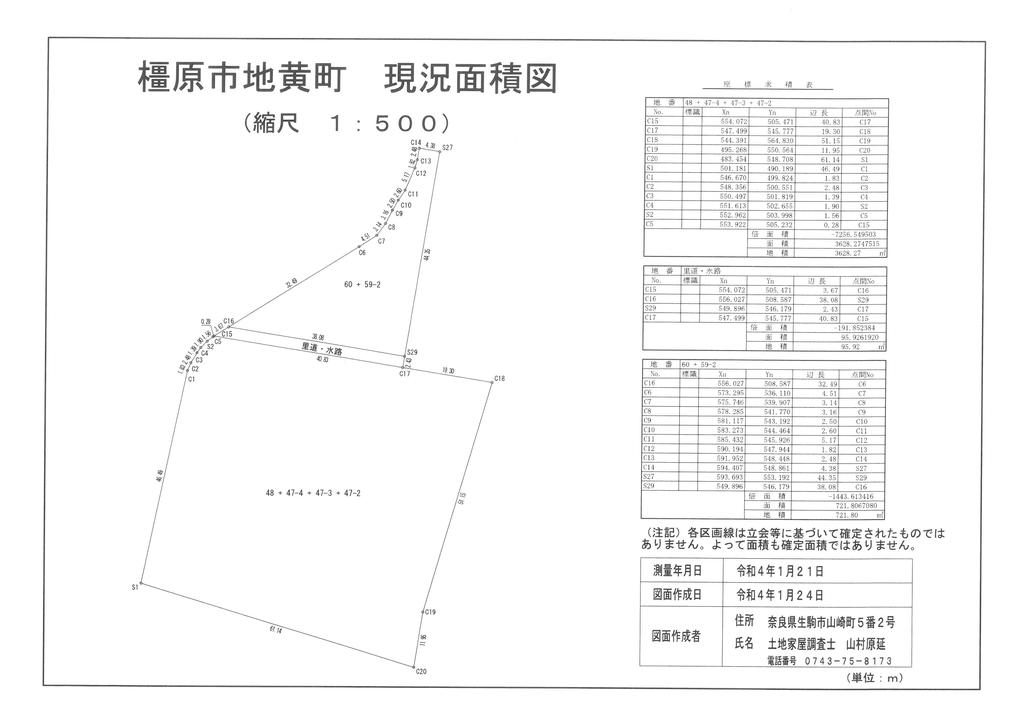 橿原市地黄町　現況面積図
（縮尺　１：５００）
C14 4.38 S27
2.48
C13
1.82
C12
5.17
C11
2.60
C10
2.50
C9
3.16
C8
3.14
C7
4.51
C6
32.49
44.35
60 + 59-2
0.28
C16
3.67
C15
1.56
C5
1.90
S2
1.39
C4
2.48
C3
1.83
C2
C1
38.08
里道・水路
40.83
S29
2.43
C17
19.30
C18
46.49
48 + 47-4 + 47-3 + 47-2
51.15
S1
61.14
C19
11.95
C20
座標求積表
地　番 48 + 47-4 + 47-3 + 47-2
No. 標識 Xn Yn 辺長 点間No
C15 554.072 505.471 40.83 C17
C17 547.499 545.777 19.30 C18
C18 544.391 564.830 51.15 C19
C19 495.268 550.564 11.95 C20
C20 483.454 548.708 61.14 S1
S1 501.181 490.189 46.49 C1
C1 546.670 499.824 1.83 C2
C2 548.356 500.551 2.48 C3
C3 550.497 501.819 1.39 C4
C4 551.613 502.655 1.90 S2
S2 552.962 503.998 1.56 C5
C5 553.922 505.232 0.28 C15
倍面積 -7256.549503
面積 3628.2747515
地積 3628.27 ㎡
地　番 里道・水路
No. 標識 Xn Yn 辺長 点間No
C15 554.072 505.471 3.67 C16
C16 556.027 508.587 38.08 S29
S29 549.896 546.179 2.43 C17
C17 547.499 545.777 40.83 C15
倍面積 -191.852384
面積 95.9261920
地積 95.92 ㎡
地　番 60 + 59-2
No. 標識 Xn Yn 辺長 点間No
C16 556.027 508.587 32.49 C6
C6 573.295 536.110 4.51 C7
C7 575.746 539.907 3.14 C8
C8 578.285 541.770 3.16 C9
C9 581.117 543.192 2.50 C10
C10 583.273 544.464 2.60 C11
C11 585.432 545.926 5.17 C12
C12 590.194 547.944 1.82 C13
C13 591.952 548.448 2.48 C14
C14 594.407 548.861 4.38 S27
S27 593.693 553.192 44.35 S29
S29 549.896 546.179 38.08 C16
倍面積 -1443.613416
面積 721.8067080
地積 721.80 ㎡
（注記）各区画線は立会等に基づいて確定されたものでは
ありません。よって面積も確定面積ではありません。
測量年月日 令和４年１月２１日
図面作成日 令和４年１月２４日
図面作成者
住所 奈良県生駒市山崎町５番２号
氏名 土地家屋調査士　山村原延
電話番号 ０７４３－７５－８１７３
（単位：ｍ）